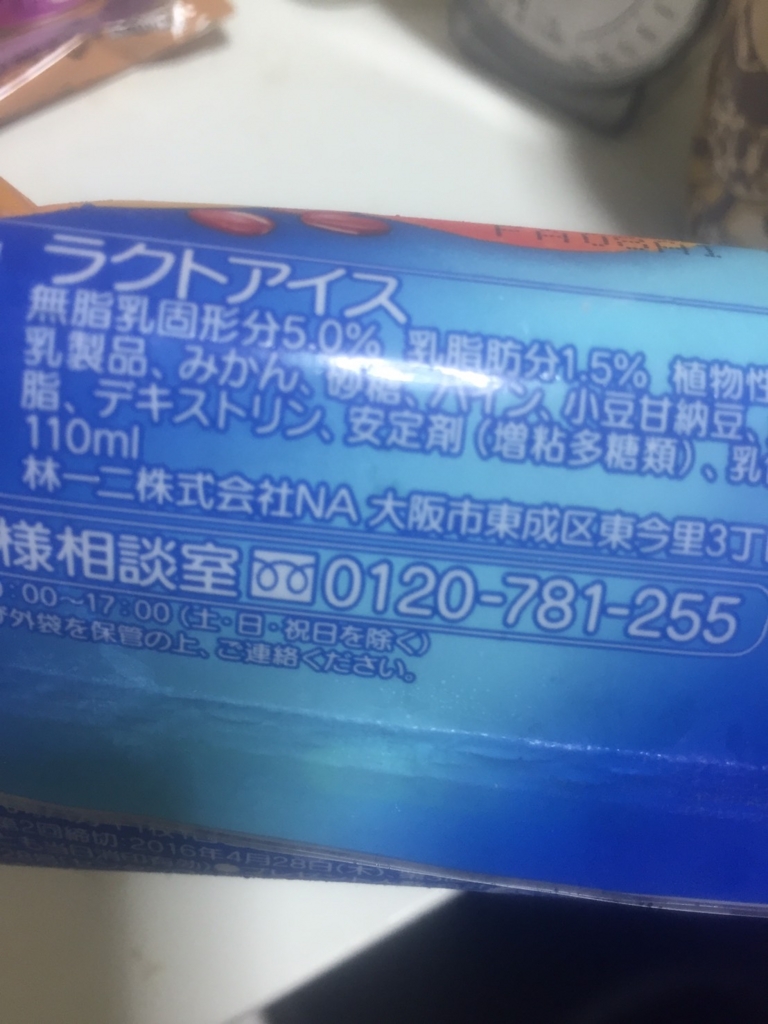 ラクトアイス
無脂乳固形分5.0% 乳脂肪分1.5% 植物性
乳製品、みかん、砂糖、パイン、小豆甘納豆、
脂、デキストリン、安定剤(増粘多糖類)、乳
110ml
林一二株式会社NA 大阪市東成区東今里3丁
様相談室 0120-781-255
:00~17:00(土・日・祝日を除く)
外袋を保管の上、ご連絡ください。
第2回締切 2016年4月28日(木)